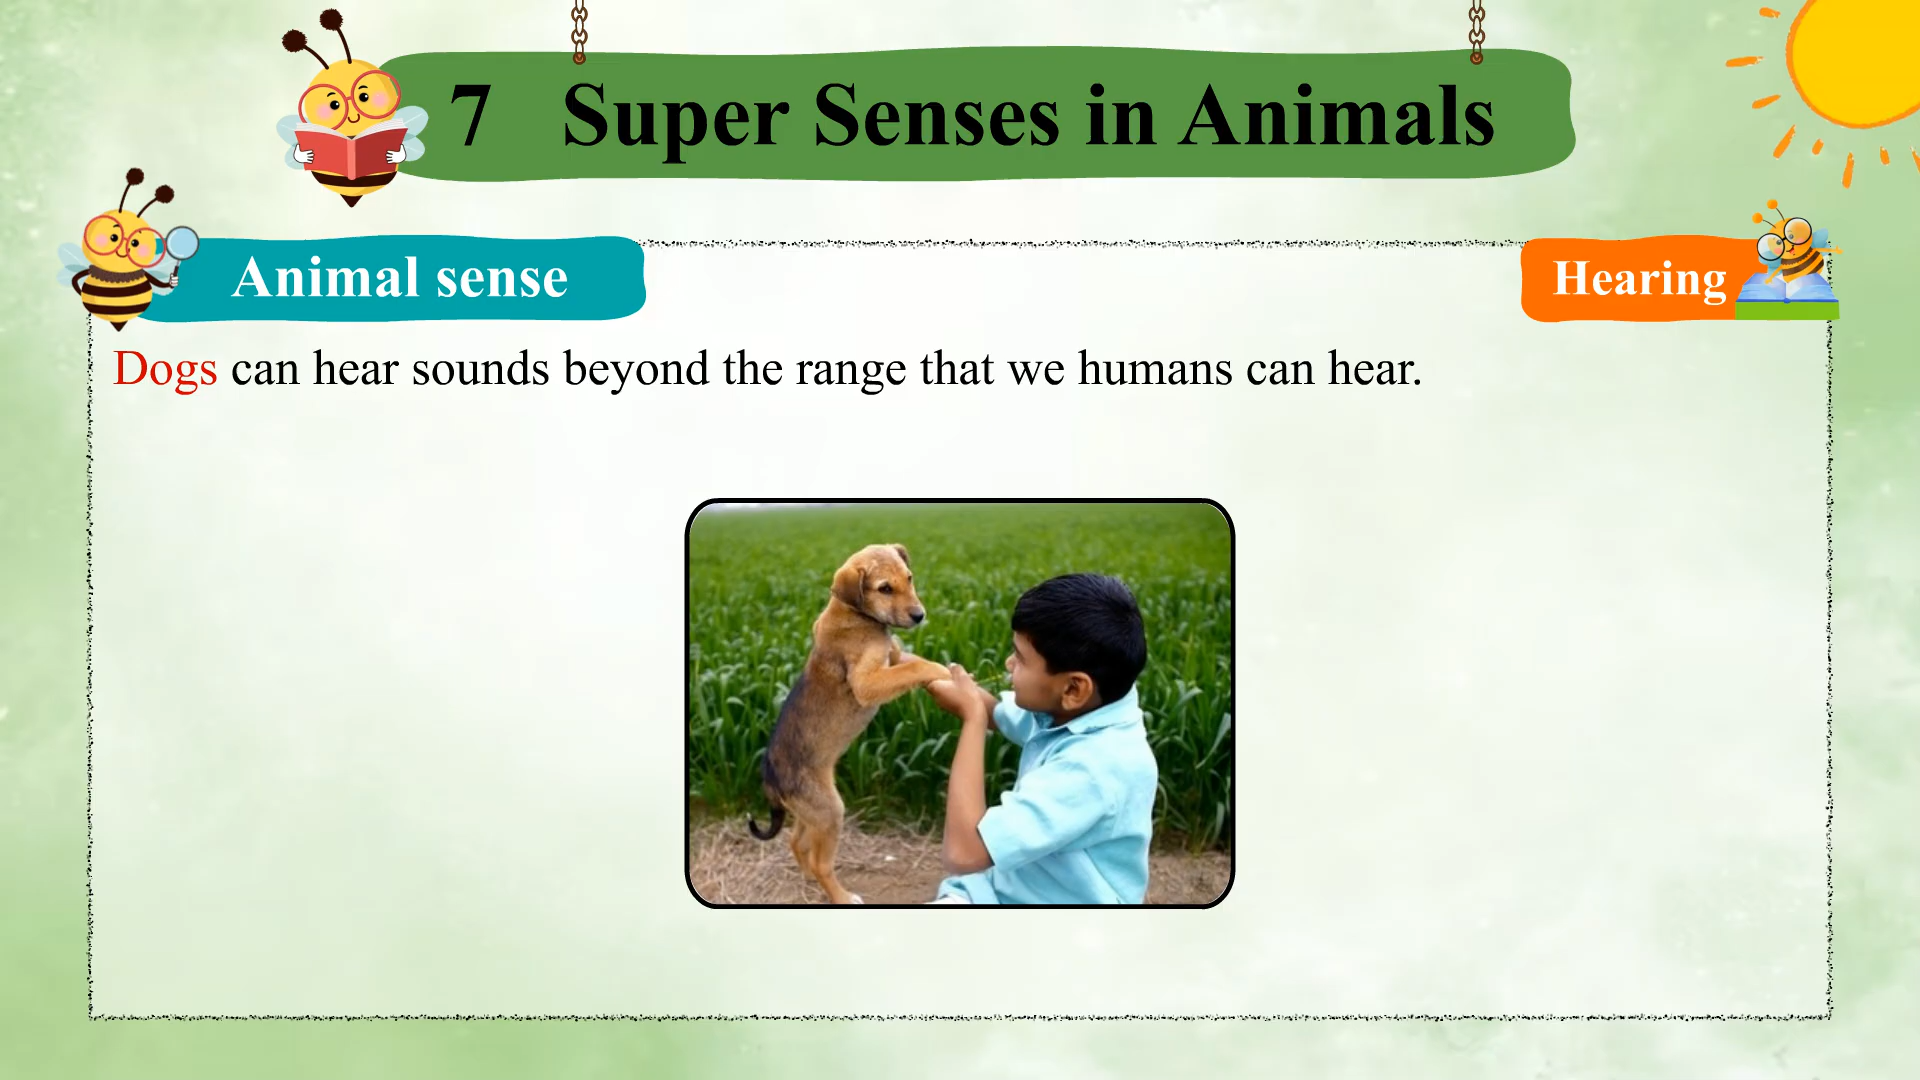 7 Super Senses in Animals
Animal sense
Hearing
Dogs can hear sounds beyond the range that we humans can hear.